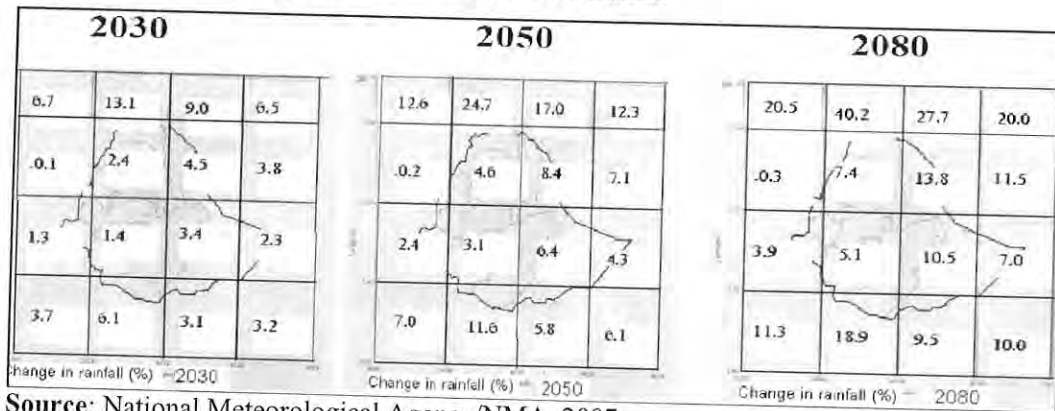 2030 2050 2080
6.7 13.1 9.0 6.5 12.6 24.7 17.0 12.3 20.5 40.2 27.7 20.0
.0.1 2.4 4.5 3.8 .0.2 4.6 8.4 7.1 .0.3 7.4 13.8 11.5
1.3 1.4 3.4 2.3 2.4 3.1 6.4 4.3 3.9 5.1 10.5 7.0
3.7 6.1 3.1 3.2 7.0 11.6 5.8 6.1 11.3 18.9 9.5 10.0
Change in rainfall (%) – 2030 Change in rainfall (%) – 2050 Change in rainfall (%) – 2080
Source: National Meteorological Agency/NMA, 2007